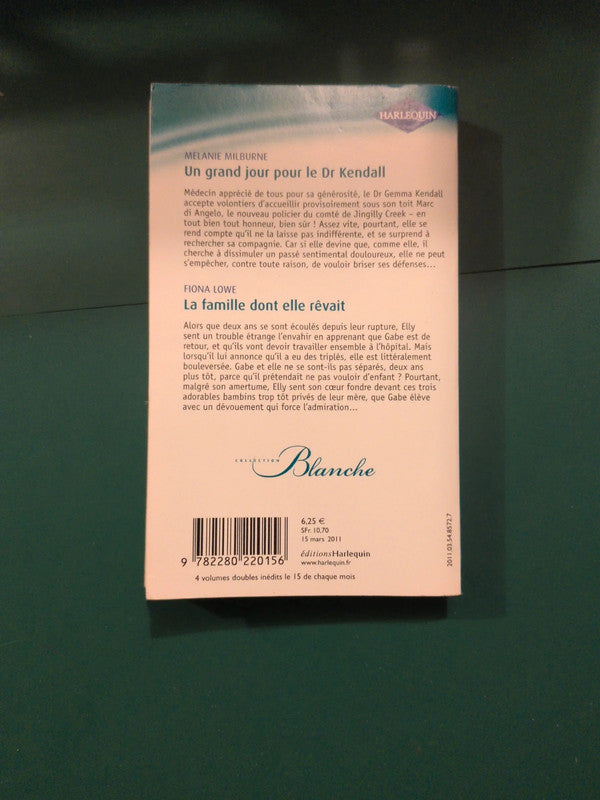 HARLEQUIN
MELANIE MILBURNE
Un grand jour pour le Dr Kendall
Médecin apprécié de tous pour sa générosité, le Dr Gemma Kendall
accepte volontiers d'accueillir provisoirement sous son toit Marc
di Angelo, le nouveau policier du comté de Jingilly Creek – en
tout bien tout honneur, bien sûr ! Assez vite, pourtant, elle se
rend compte qu'il ne la laisse pas indifférente, et se surprend à
rechercher sa compagnie. Car si elle devine que, comme elle, il
cherche à dissimuler un passé sentimental douloureux, elle ne peut
s'empêcher, contre toute raison, de vouloir briser ses défenses...
FIONA LOWE
La famille dont elle rêvait
Alors que deux ans se sont écoulés depuis leur rupture, Elly
sent un trouble étrange l'envahir en apprenant que Gabe est de
retour, et qu'ils vont devoir travailler ensemble à l'hôpital. Mais
lorsqu'il lui annonce qu'il a eu des triplés, elle est littéralement
bouleversée. Gabe et elle ne se sont-ils pas séparés, deux ans
plus tôt, parce qu'il prétendait ne pas vouloir d'enfant ? Pourtant,
malgré son amertume, Elly sent son cœur fondre devant ces trois
adorables bambins trop tôt privés de leur mère, que Gabe élève
avec un dévouement qui force l'admiration...
COLLECTION Blanche
6,25 €
SFr. 10,70
15 mars 2011
éditionsHarlequin
www.harlequin.fr
9 782280 220156
4 volumes doubles inédits le 15 de chaque mois
2011.03.54.8572.7